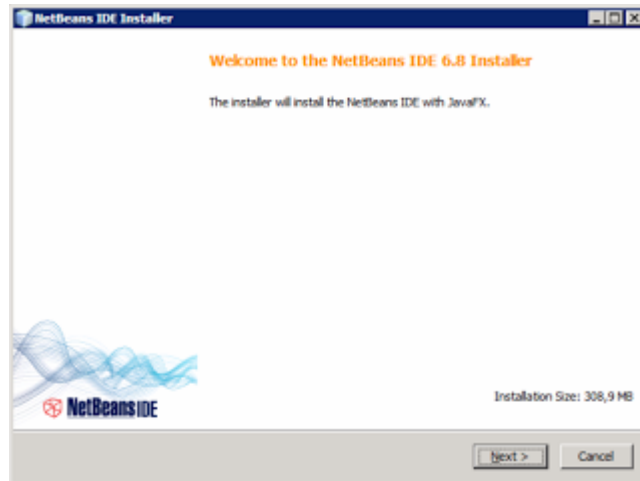 NetBeans IDE Installer
Welcome to the NetBeans IDE 6.8 Installer
The installer will install the NetBeans IDE with JavaFX.
Installation Size: 308,9 MB
NetBeans IDE
Next >
Cancel